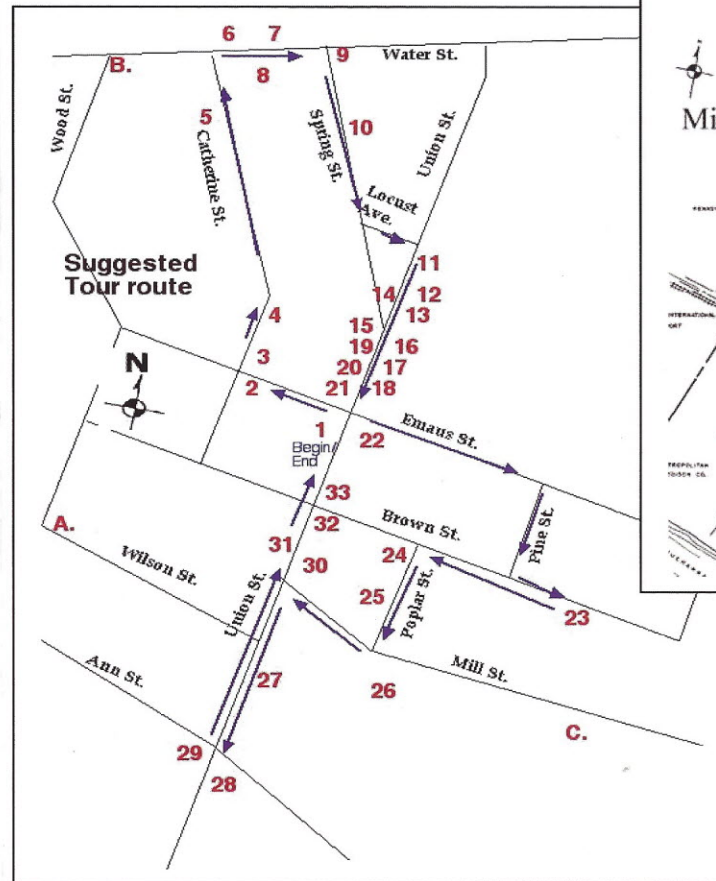 6 7
B.
8
9
Water St.
Wood St.
5
Catherine St.
10
Spring St.
Union St.
Locust
Ave.
Suggested
Tour route
11
14 12
13
4
15
19 16
3
20 17
N
2
21 18
1
Emaus St.
22
Begin/
End
33
Brown St.
32
31
24
Pine St.
A.
Wilson St.
30
25
Poplar St.
23
Union St.
27
Mill St.
26
Ann St.
C.
29
28
Mi